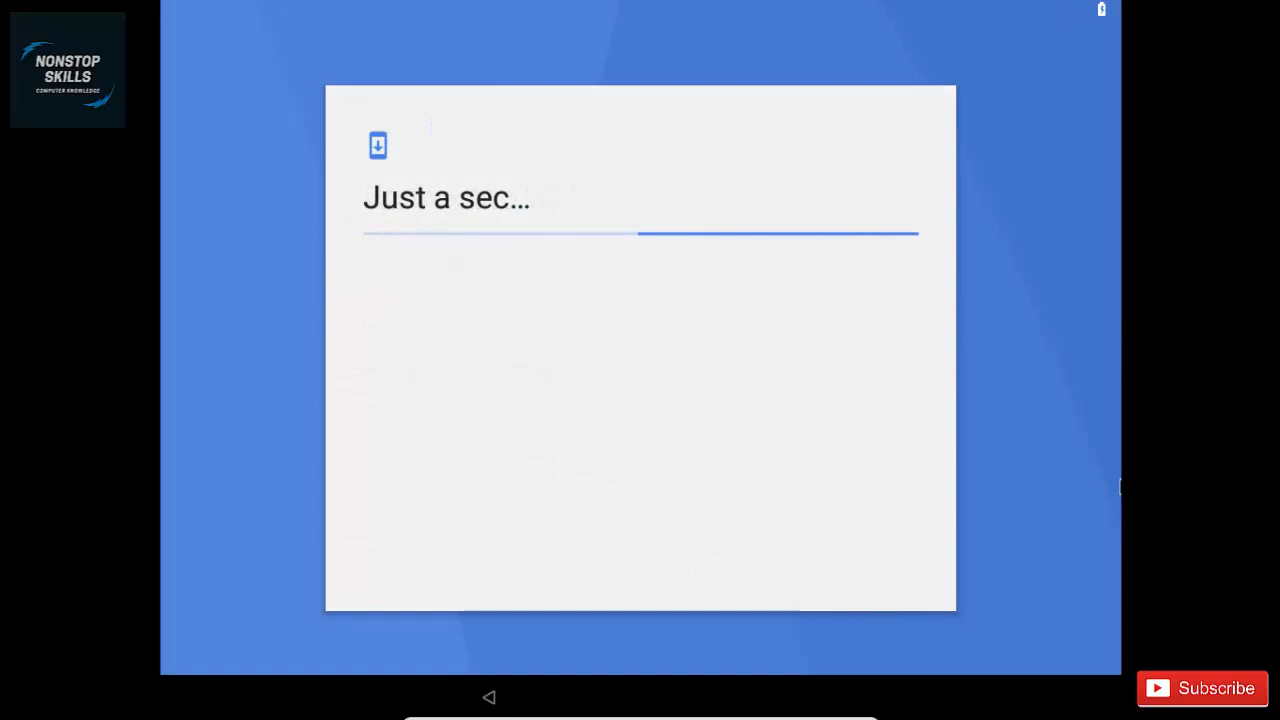 NONSTOP
SKILLS
COMPUTER KNOWLEDGE
Just a sec...
Subscribe